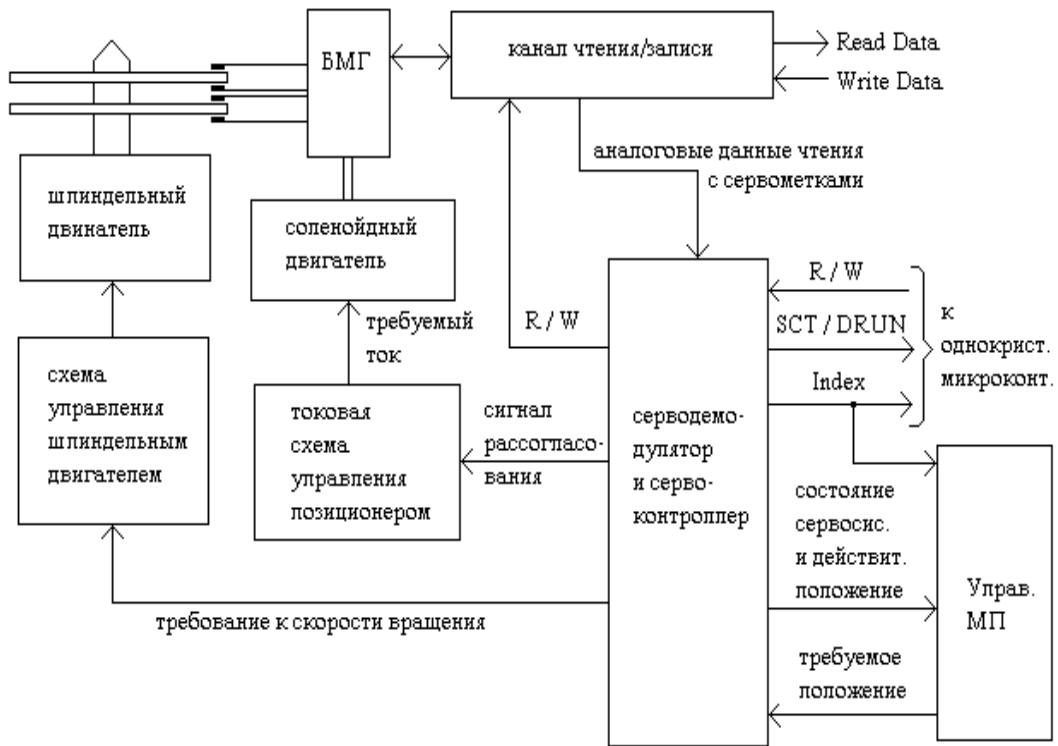 БМГ
канал чтения/записи
Read Data
Write Data
аналоговые данные чтения
с сервометками
шпиндельный
двинатель
соленойдный
двигатель
требуемый
ток
R / W
R / W
SCT / DRUN
Index
к
однокрист.
микроконт.
схема
управления
шпиндельным
двигателем
токовая
схема
управления
позиционером
сигнал
рассогласо-
вания
серводемо-
дулятор
и серво-
контроллер
состояние
сервосис.
и действит.
положение
Управ.
МП
требование к скорости вращения
требуемое
положение